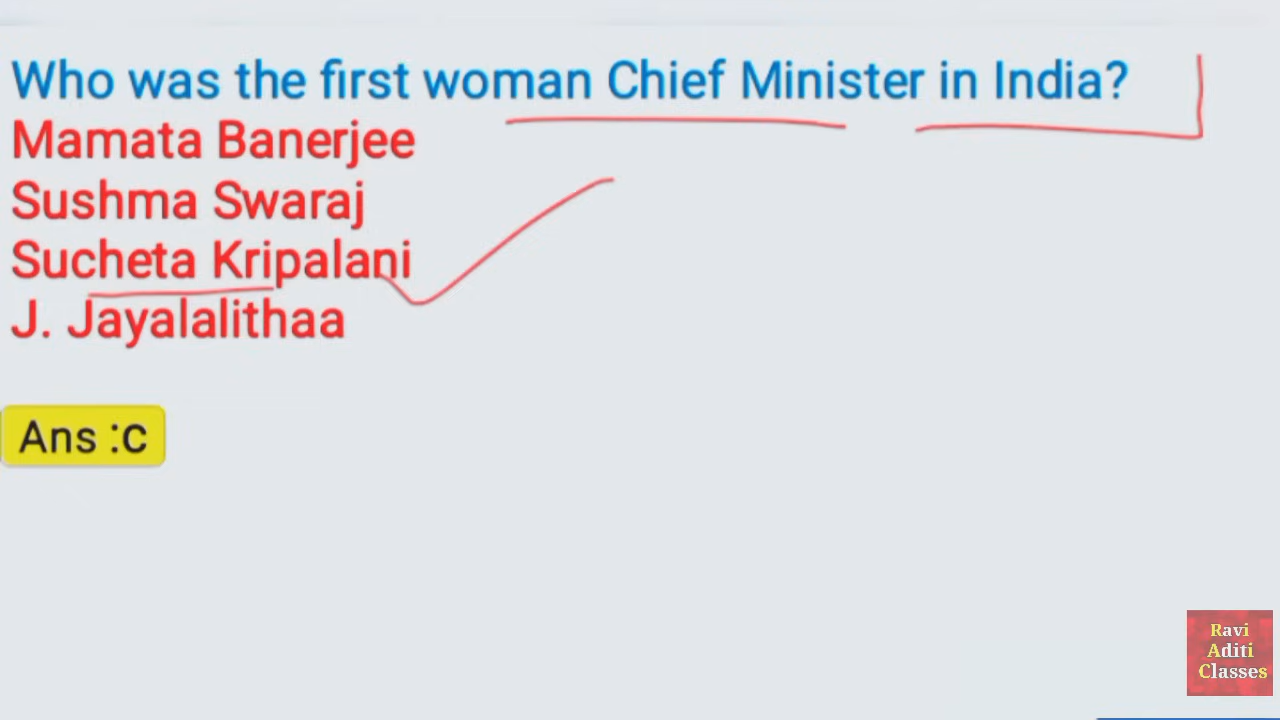 Who was the first woman Chief Minister in India?
Mamata Banerjee
Sushma Swaraj
Sucheta Kripalani
J. Jayalalithaa
Ans :c
Ravi
Aditi
Classes